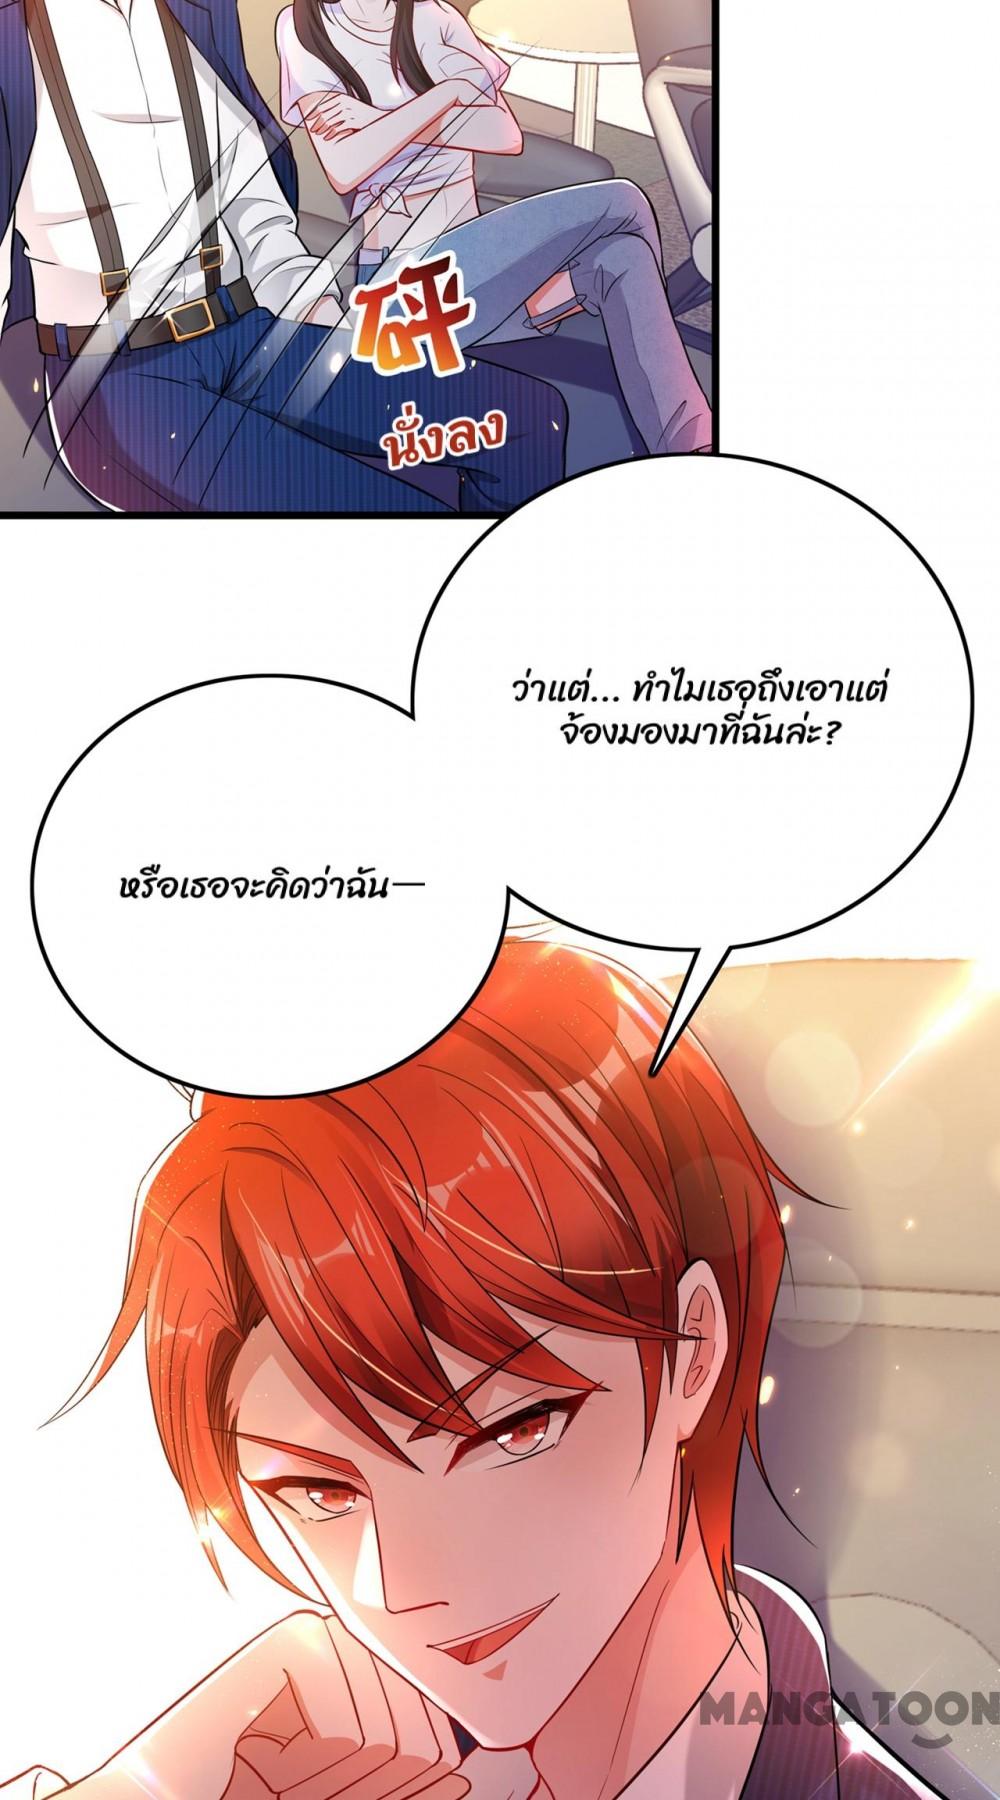 砰
นั่งลง
ว่าแต่... ทำไมเธอถึงเอาแต่
จ้องมองมาที่ฉันล่ะ?
หรือเธอจะคิดว่าฉัน—
MANGATOON